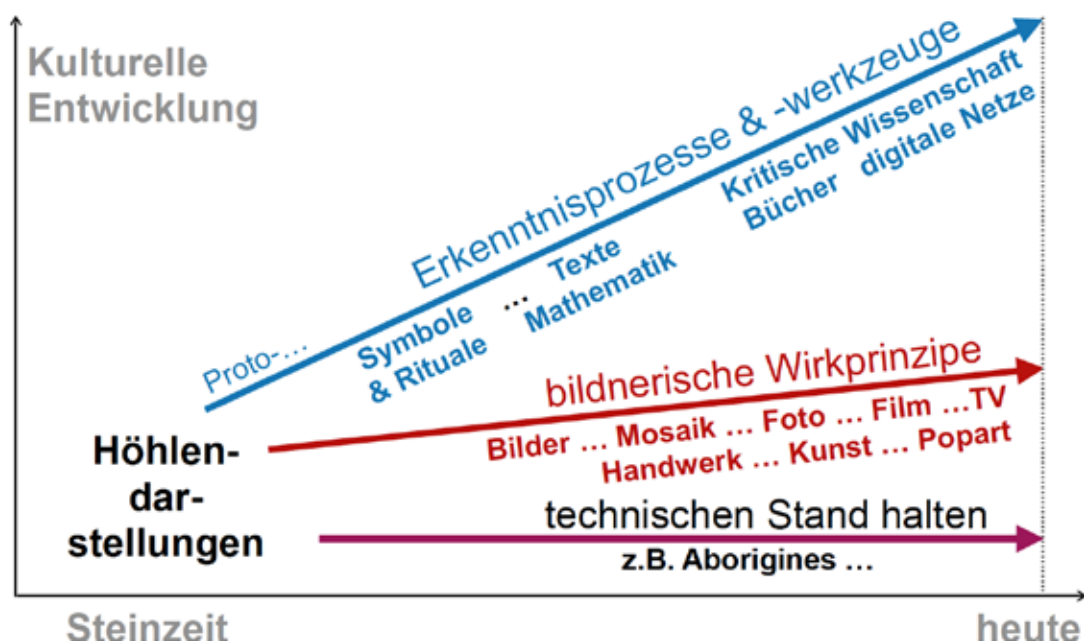 Kulturelle
Entwicklung
Erkenntnisprozesse & -werkzeuge
Kritische Wissenschaft
Bücher digitale Netze
... Texte
Mathematik
Symbole
& Rituale
Proto-...
bildnerische Wirkprinzipe
Bilder ... Mosaik ... Foto ... Film ...TV
Handwerk ... Kunst ... Popart
Höhlen-
dar-
stellungen
technischen Stand halten
z.B. Aborigines ...
Steinzeit
heute